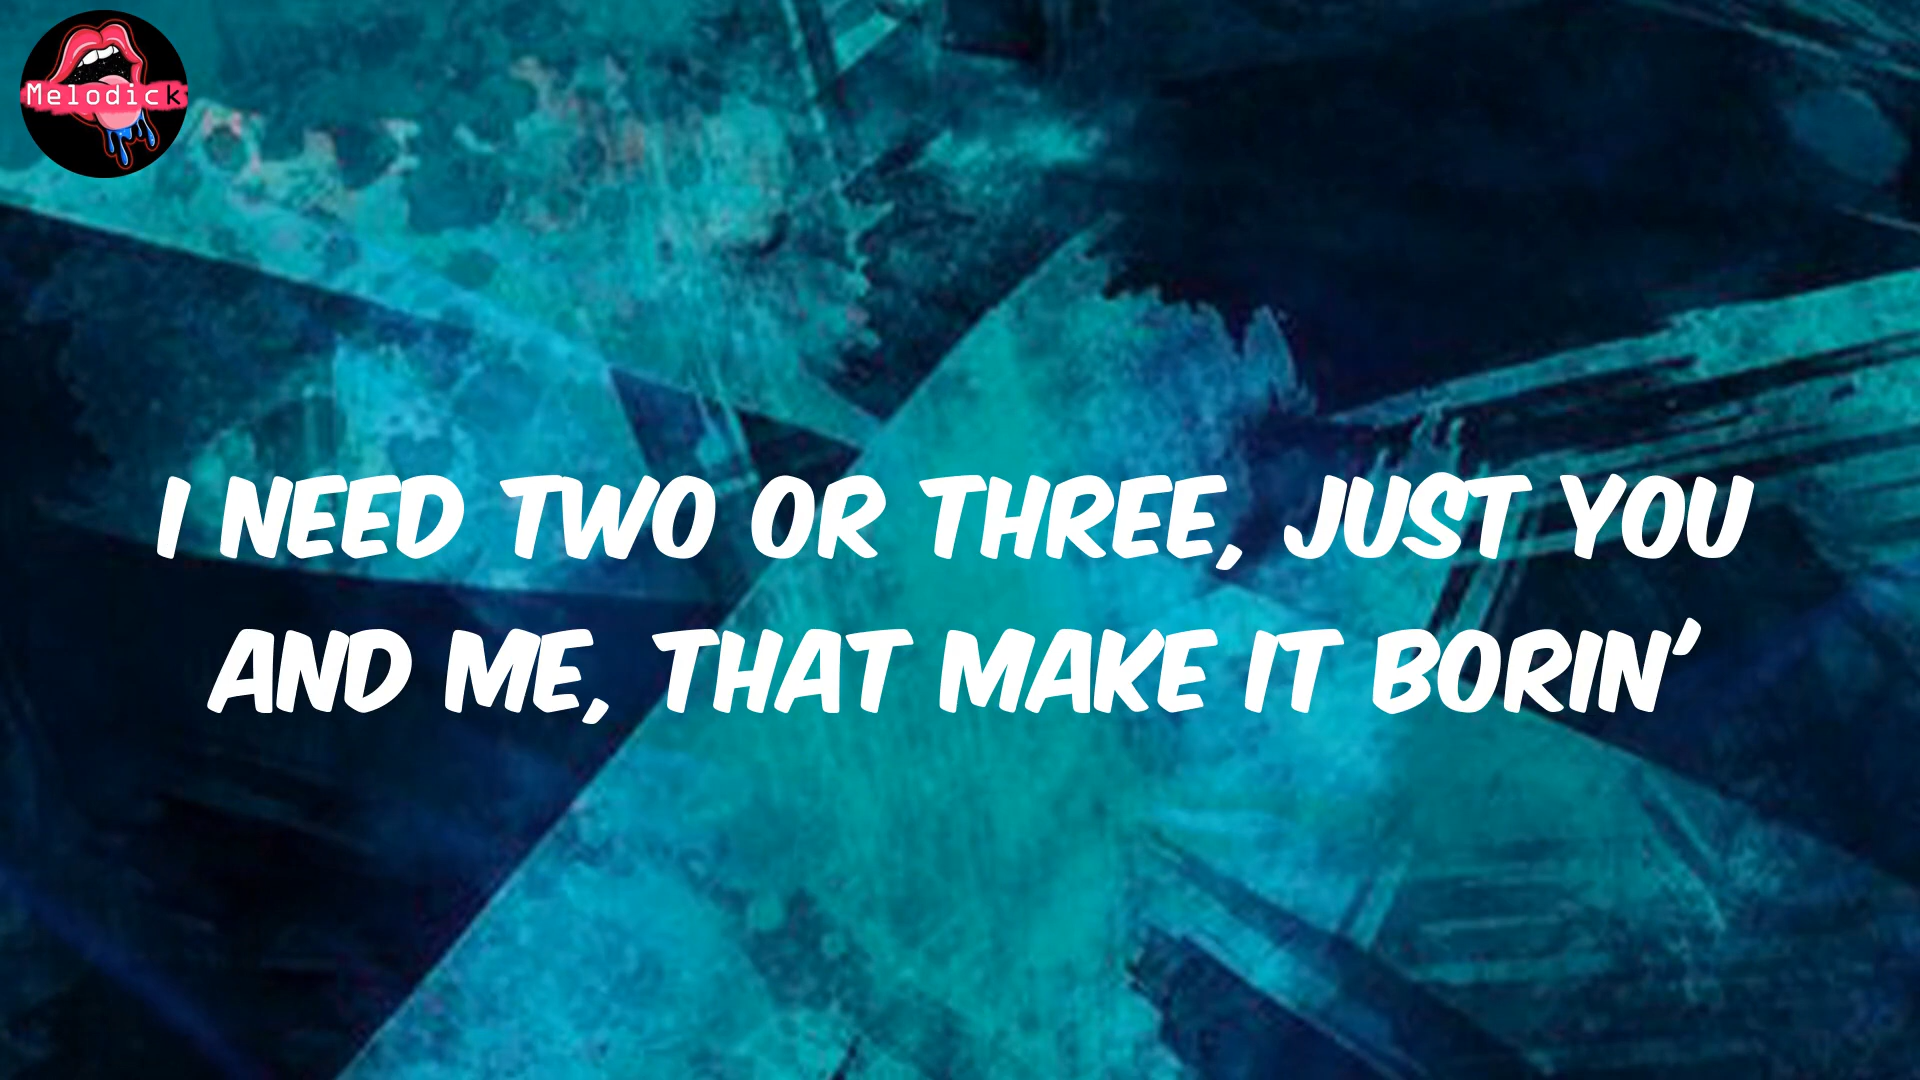 Melodick
I NEED TWO OR THREE, JUST YOU
AND ME, THAT MAKE IT BORIN'